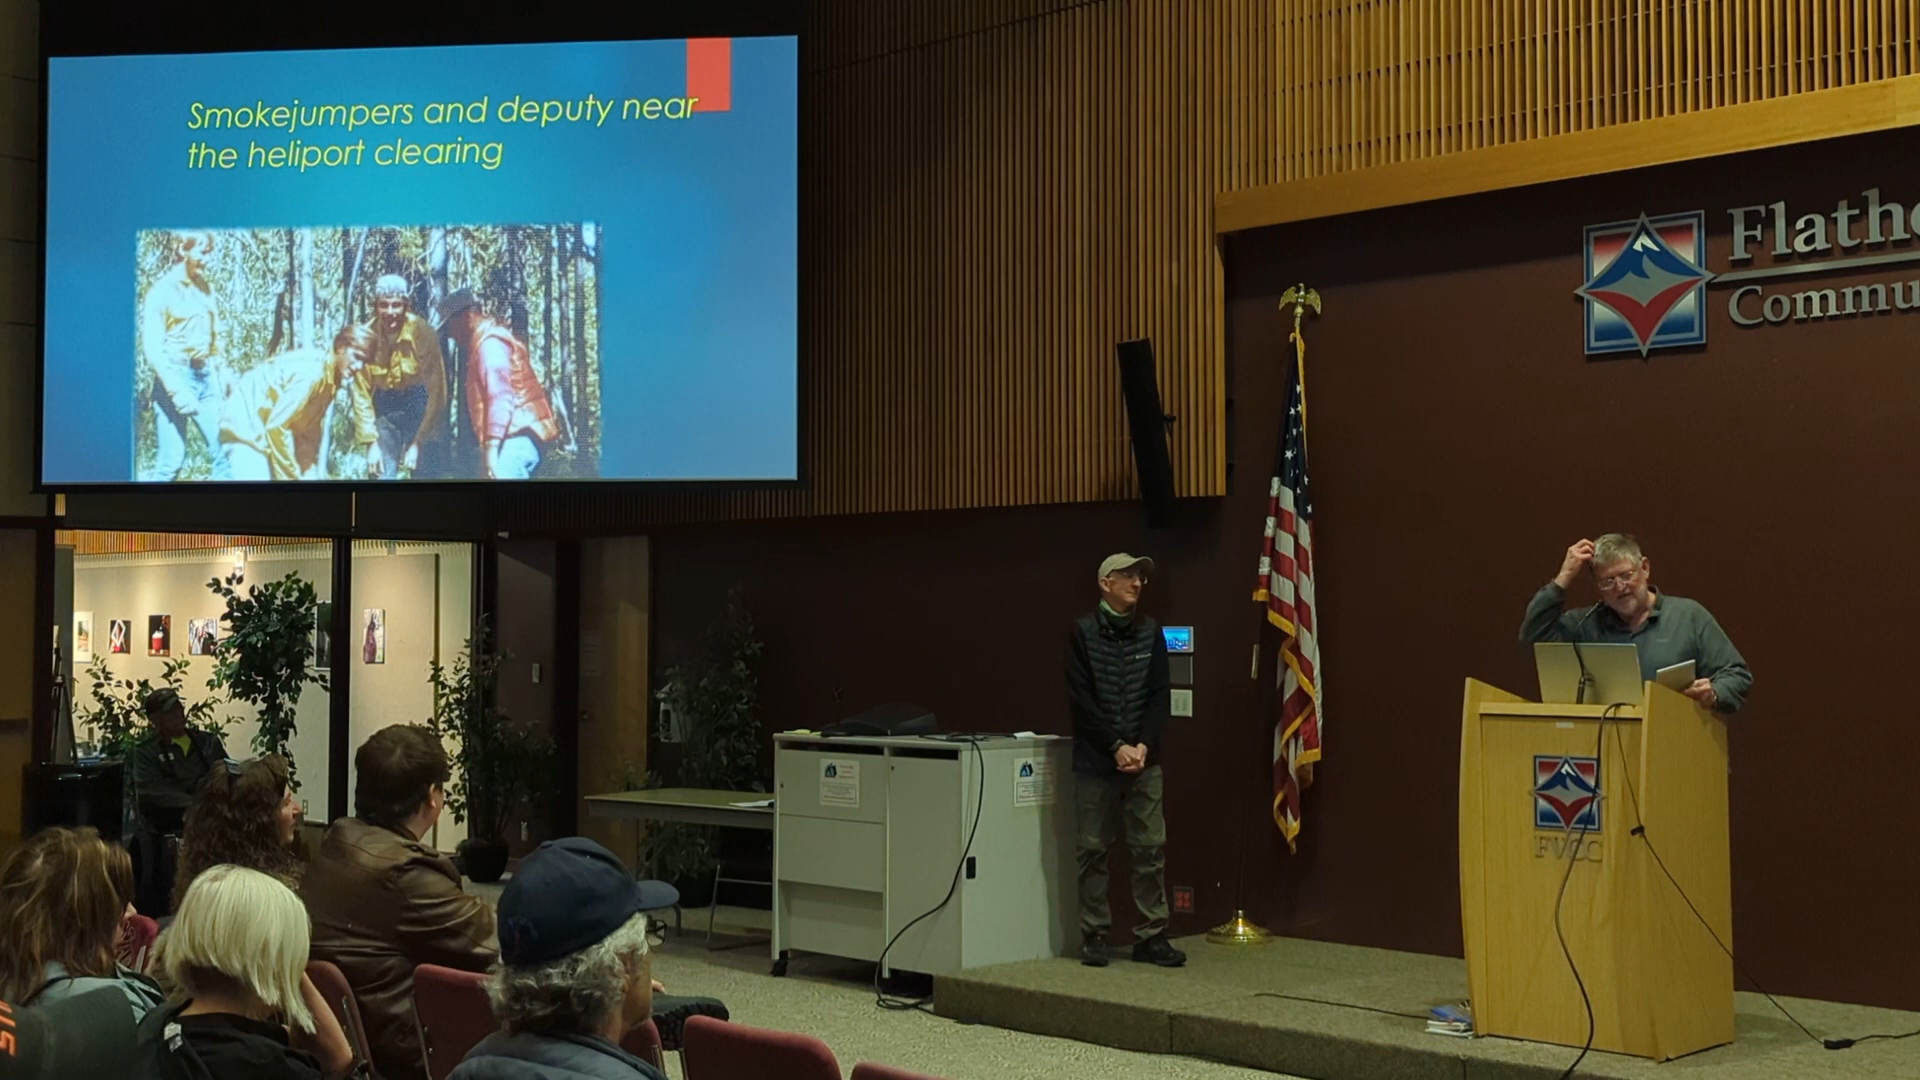 Smokejumpers and deputy near
the heliport clearing
Flathe
Commu
FVCC